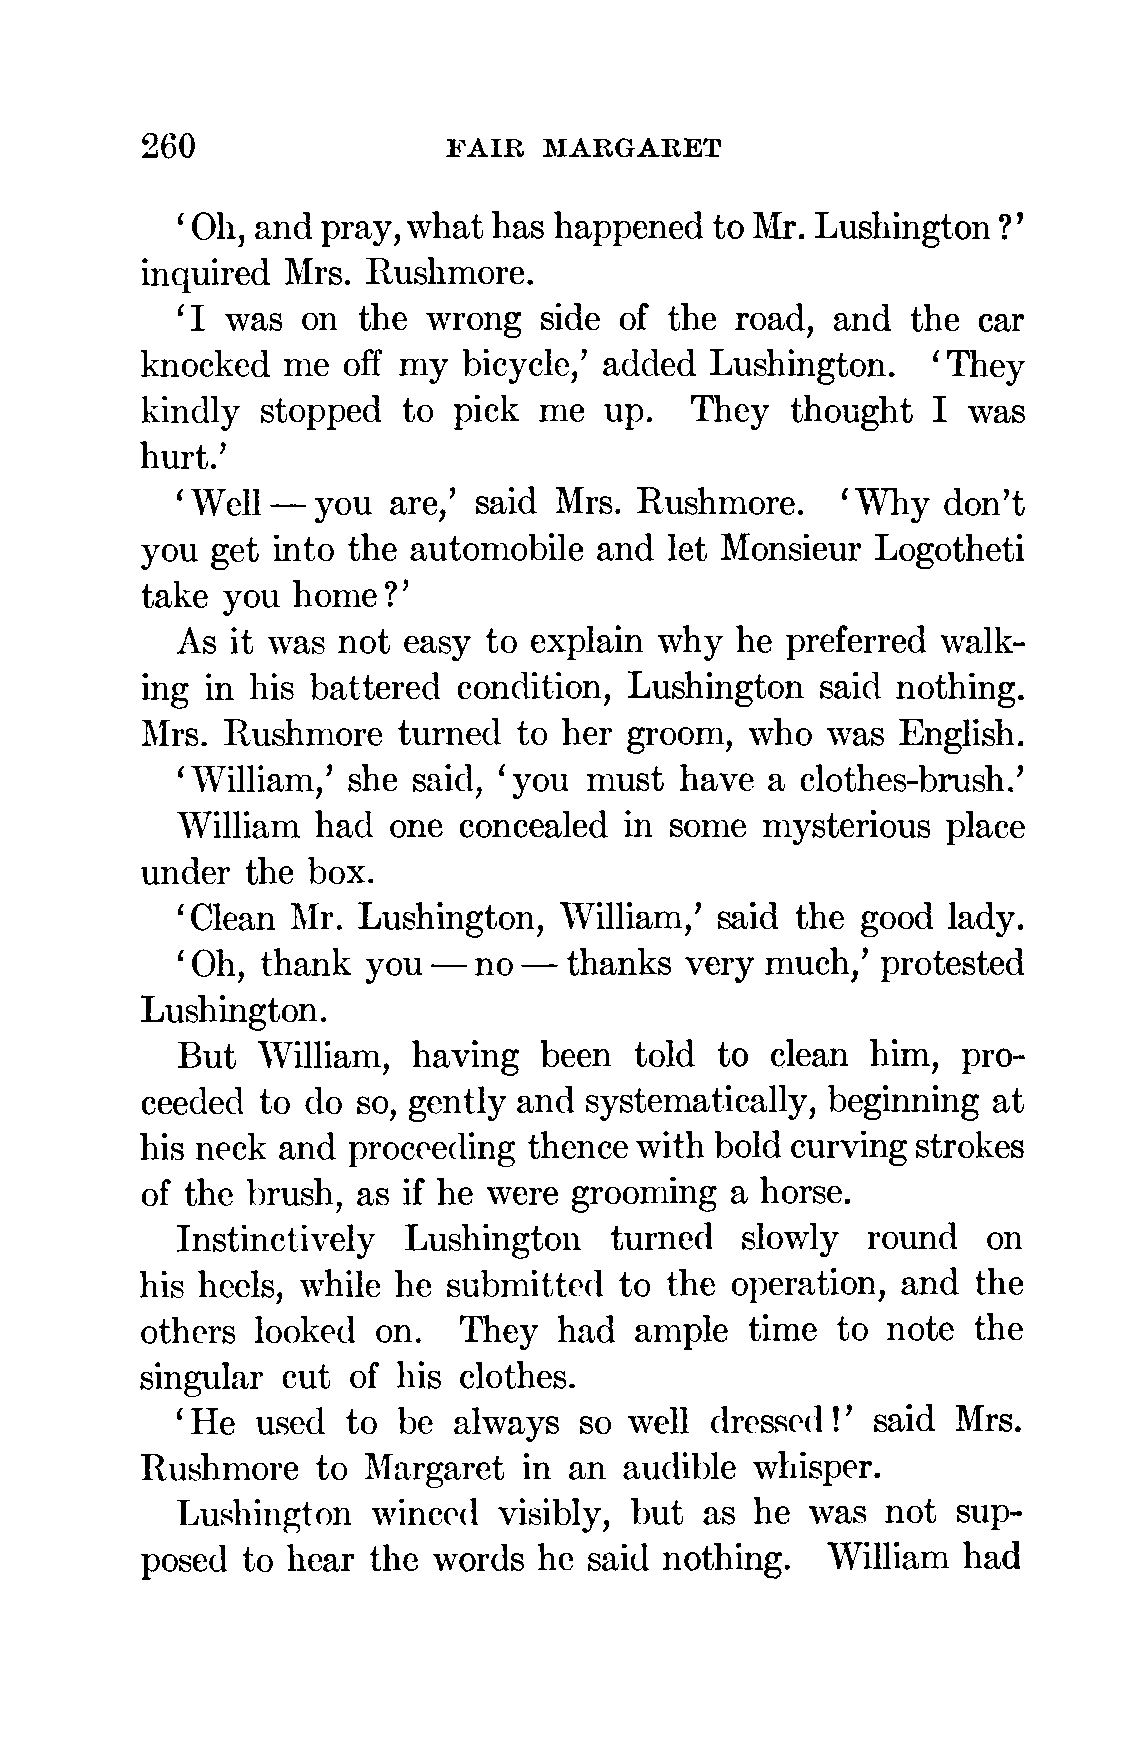 260 FAIR MARGARET
‘Oh, and pray, what has happened to Mr. Lushington?’
inquired Mrs. Rushmore.
‘I was on the wrong side of the road, and the car
knocked me off my bicycle,’ added Lushington. ‘They
kindly stopped to pick me up. They thought I was
hurt.’
‘Well — you are,’ said Mrs. Rushmore. ‘Why don’t
you get into the automobile and let Monsieur Logotheti
take you home?’
As it was not easy to explain why he preferred walk-
ing in his battered condition, Lushington said nothing.
Mrs. Rushmore turned to her groom, who was English.
‘William,’ she said, ‘you must have a clothes-brush.’
William had one concealed in some mysterious place
under the box.
‘Clean Mr. Lushington, William,’ said the good lady.
‘Oh, thank you — no — thanks very much,’ protested
Lushington.
But William, having been told to clean him, pro-
ceeded to do so, gently and systematically, beginning at
his neck and proceeding thence with bold curving strokes
of the brush, as if he were grooming a horse.
Instinctively Lushington turned slowly round on
his heels, while he submitted to the operation, and the
others looked on. They had ample time to note the
singular cut of his clothes.
‘He used to be always so well dressed!’ said Mrs.
Rushmore to Margaret in an audible whisper.
Lushington winced visibly, but as he was not sup-
posed to hear the words he said nothing. William had